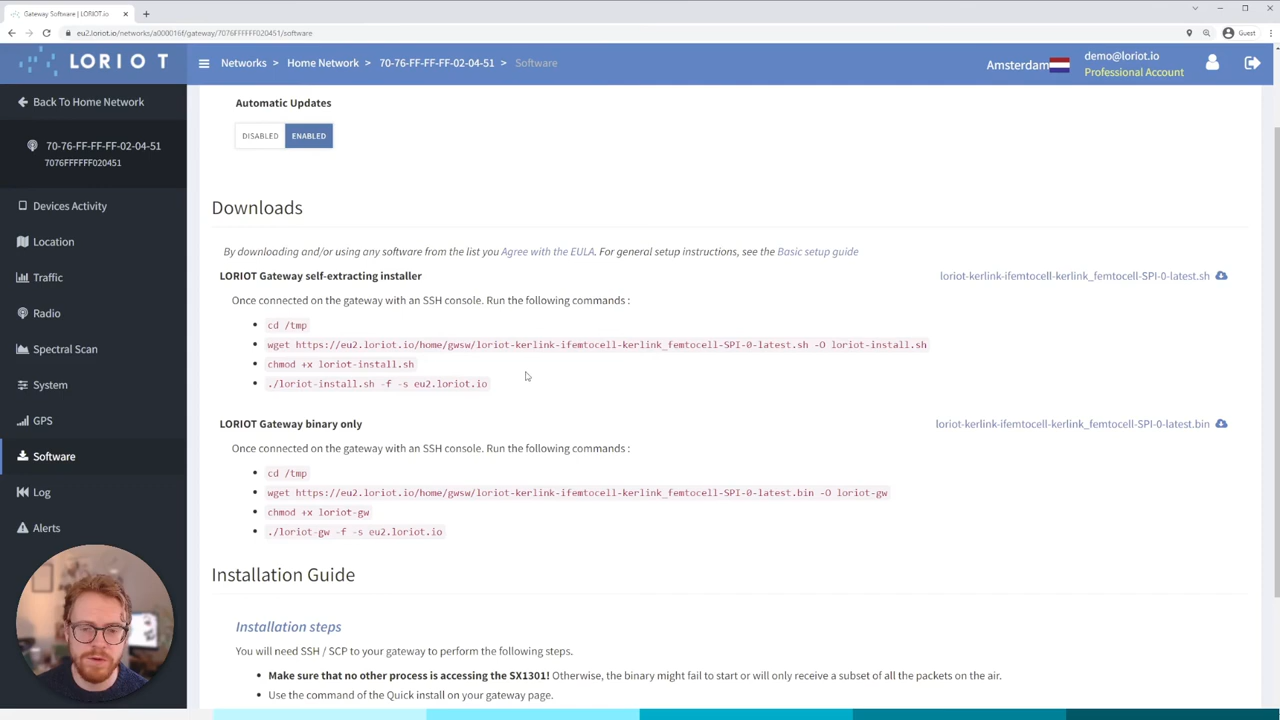 Gateway Software | LORIOT.io
eu2.loriot.io/networks/a000016f/gateway/7076FFFFFF020451/software
Guest
LORIOT
Networks > Home Network > 70-76-FF-FF-FF-02-04-51 > Software
Amsterdam
demo@loriot.io
Professional Account
Back To Home Network
70-76-FF-FF-FF-02-04-51
7076FFFFFF020451
Devices Activity
Location
Traffic
Radio
Spectral Scan
System
GPS
Software
Log
Alerts
Automatic Updates
DISABLED ENABLED
Downloads
By downloading and/or using any software from the list you Agree with the EULA. For general setup instructions, see the Basic setup guide
LORIOT Gateway self-extracting installer
loriot-kerlink-ifemtocell-kerlink_femtocell-SPI-0-latest.sh
Once connected on the gateway with an SSH console. Run the following commands :
cd /tmp
wget https://eu2.loriot.io/home/gwsw/loriot-kerlink-ifemtocell-kerlink_femtocell-SPI-0-latest.sh -O loriot-install.sh
chmod +x loriot-install.sh
./loriot-install.sh -f -s eu2.loriot.io
LORIOT Gateway binary only
loriot-kerlink-ifemtocell-kerlink_femtocell-SPI-0-latest.bin
Once connected on the gateway with an SSH console. Run the following commands :
cd /tmp
wget https://eu2.loriot.io/home/gwsw/loriot-kerlink-ifemtocell-kerlink_femtocell-SPI-0-latest.bin -O loriot-gw
chmod +x loriot-gw
./loriot-gw -f -s eu2.loriot.io
Installation Guide
Installation steps
You will need SSH / SCP to your gateway to perform the following steps.
Make sure that no other process is accessing the SX1301! Otherwise, the binary might fail to start or will only receive a subset of all the packets on the air.
Use the command of the Quick install on your gateway page.